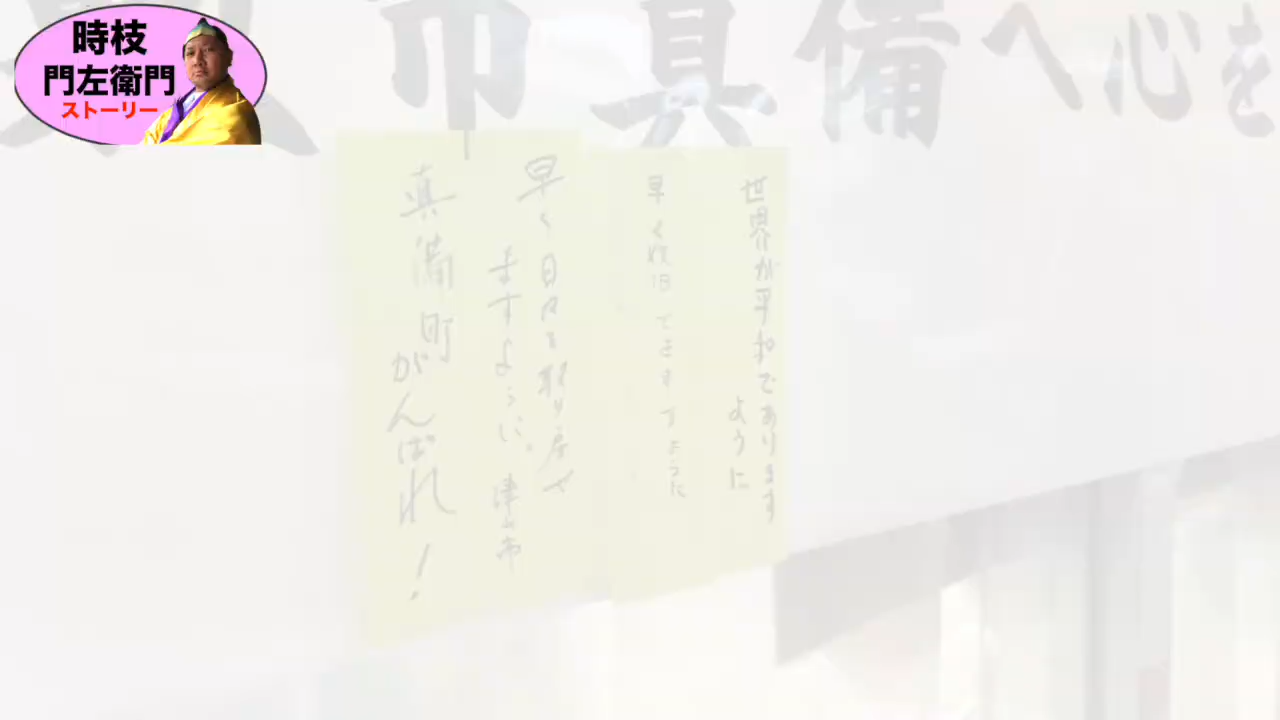 時枝
門左衛門
ストーリー
市真備へ心を
世界が平和であります
ように
早く復旧できますように
早く日々を取り戻せ
ますように。津山市
真備町
がんばれ!